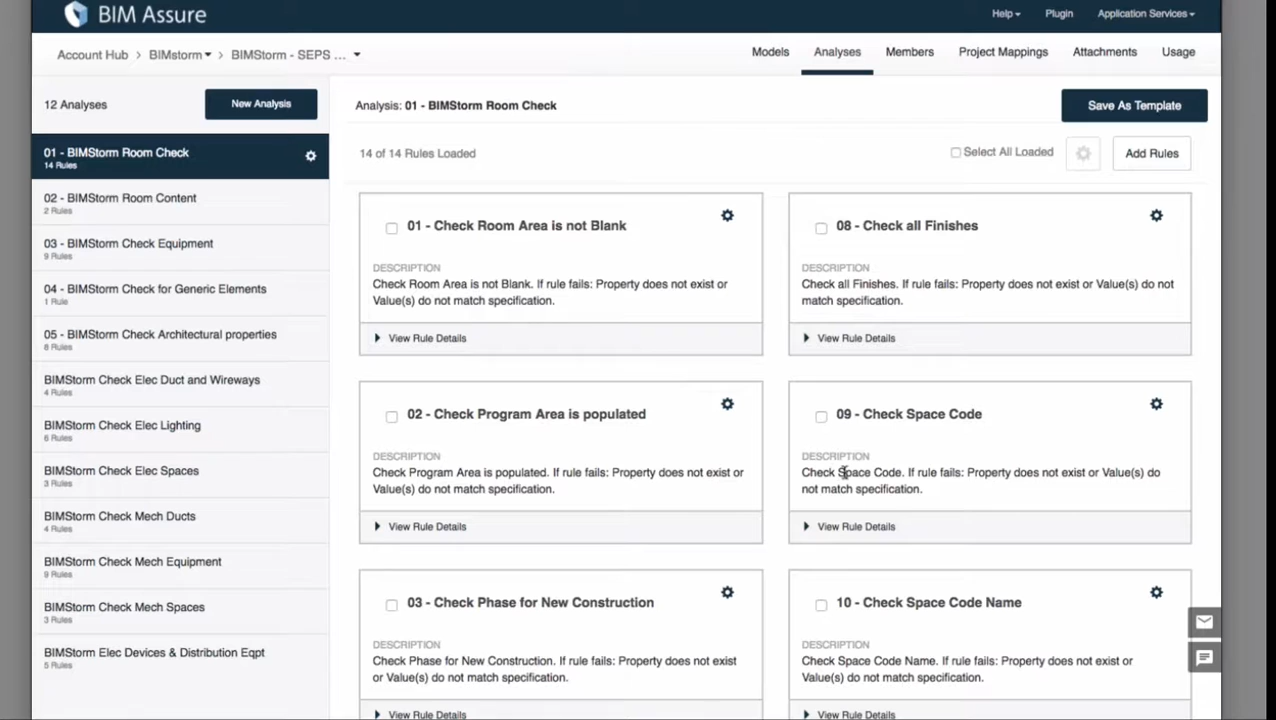 BIM Assure
Help
Plugin
Application Services
Account Hub > BIMstorm > BIMStorm - SEPS ...
Models
Analyses
Members
Project Mappings
Attachments
Usage
12 Analyses
New Analysis
01 - BIMStorm Room Check
14 Rules
02 - BIMStorm Room Content
2 Rules
03 - BIMStorm Check Equipment
9 Rules
04 - BIMStorm Check for Generic Elements
1 Rule
05 - BIMStorm Check Architectural properties
8 Rules
BIMStorm Check Elec Duct and Wireways
4 Rules
BIMStorm Check Elec Lighting
6 Rules
BIMStorm Check Elec Spaces
3 Rules
BIMStorm Check Mech Ducts
4 Rules
BIMStorm Check Mech Equipment
9 Rules
BIMStorm Check Mech Spaces
3 Rules
BIMStorm Elec Devices & Distribution Eqpt
5 Rules
Analysis: 01 - BIMStorm Room Check
Save As Template
14 of 14 Rules Loaded
Select All Loaded
Add Rules
01 - Check Room Area is not Blank
DESCRIPTION
Check Room Area is not Blank. If rule fails: Property does not exist or
Value(s) do not match specification.
View Rule Details
08 - Check all Finishes
DESCRIPTION
Check all Finishes. If rule fails: Property does not exist or Value(s) do not
match specification.
View Rule Details
02 - Check Program Area is populated
DESCRIPTION
Check Program Area is populated. If rule fails: Property does not exist or
Value(s) do not match specification.
View Rule Details
09 - Check Space Code
DESCRIPTION
Check Space Code. If rule fails: Property does not exist or Value(s) do
not match specification.
View Rule Details
03 - Check Phase for New Construction
DESCRIPTION
Check Phase for New Construction. If rule fails: Property does not exist
or Value(s) do not match specification.
View Rule Details
10 - Check Space Code Name
DESCRIPTION
Check Space Code Name. If rule fails: Property does not exist or
Value(s) do not match specification.
View Rule Details